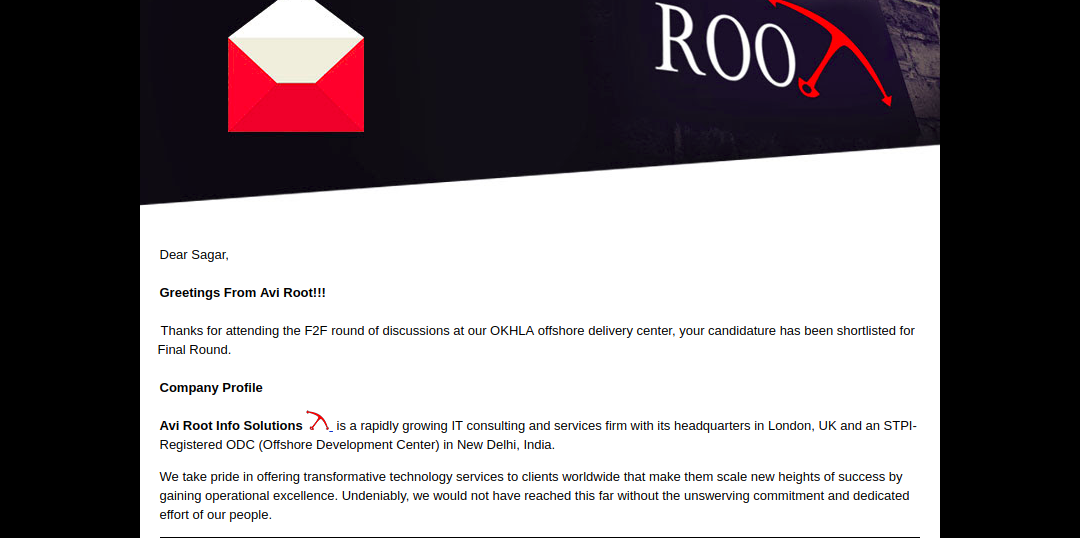 ROO
Dear Sagar,
Greetings From Avi Root!!!
Thanks for attending the F2F round of discussions at our OKHLA offshore delivery center, your candidature has been shortlisted for
Final Round.
Company Profile
Avi Root Info Solutions is a rapidly growing IT consulting and services firm with its headquarters in London, UK and an STPI-
Registered ODC (Offshore Development Center) in New Delhi, India.
We take pride in offering transformative technology services to clients worldwide that make them scale new heights of success by
gaining operational excellence. Undeniably, we would not have reached this far without the unswerving commitment and dedicated
effort of our people.